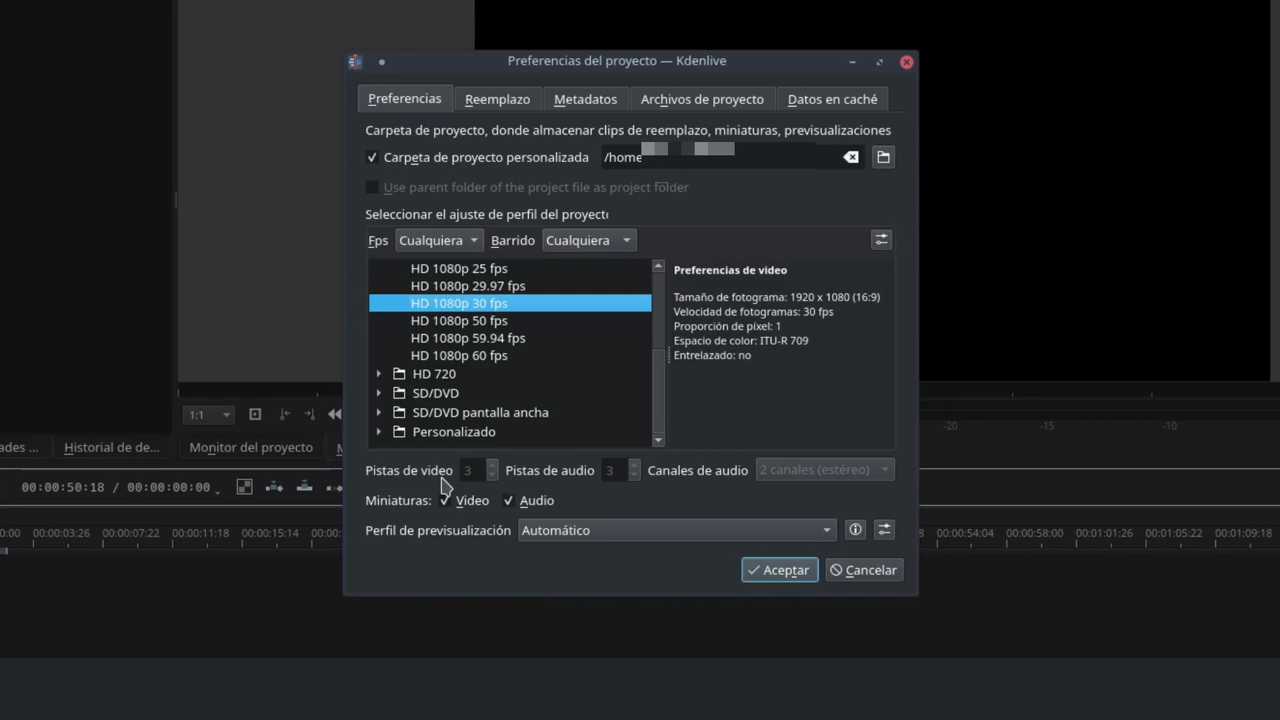 Preferencias del proyecto — Kdenlive
Preferencias Reemplazo Metadatos Archivos de proyecto Datos en caché
Carpeta de proyecto, donde almacenar clips de reemplazo, miniaturas, previsualizaciones
Carpeta de proyecto personalizada /home
Use parent folder of the project file as project folder
Seleccionar el ajuste de perfil del proyecto
Fps Cualquiera Barrido Cualquiera
HD 1080p 25 fps
HD 1080p 29.97 fps
HD 1080p 30 fps
HD 1080p 50 fps
HD 1080p 59.94 fps
HD 1080p 60 fps
HD 720
SD/DVD
SD/DVD pantalla ancha
Personalizado
Preferencias de video
Tamaño de fotograma: 1920 x 1080 (16:9)
Velocidad de fotogramas: 30 fps
Proporción de píxel: 1
Espacio de color: ITU-R 709
Entrelazado: no
Pistas de video 3 Pistas de audio 3 Canales de audio 2 canales (estéreo)
Miniaturas: Video Audio
Perfil de previsualización Automático
Aceptar Cancelar
1:1
-20 -15 -10
ades ... Historial de de... Monitor del proyecto
00:00:50:18 / 00:00:00:00
0:00 00:00:03:26 00:00:07:22 00:00:11:18 00:00:15:14 00:00: 8 00:00:54:04 00:00:58:00 00:01:01:26 00:01:05:22 00:01:09:18